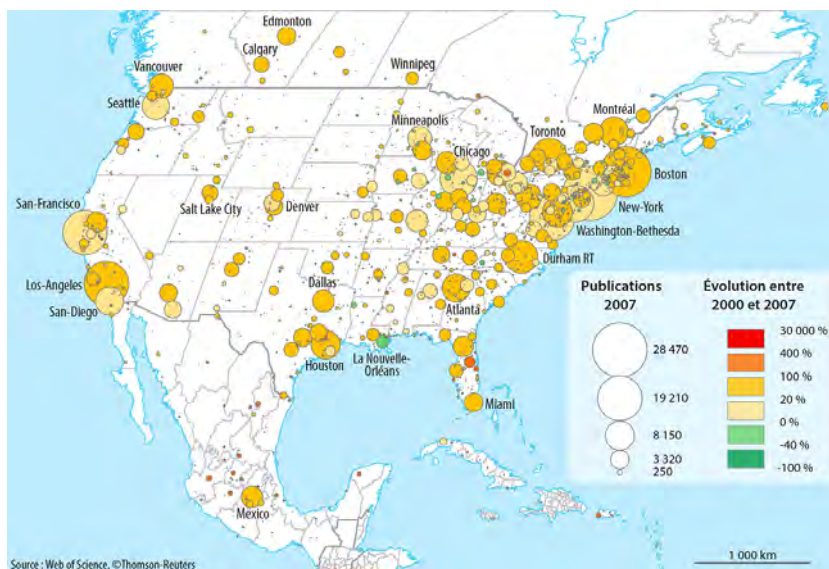 Edmonton
Calgary
Winnipeg
Vancouver
Seattle
Minneapolis
Montréal
Toronto
Chicago
Boston
San-Francisco
New-York
Salt Lake City
Denver
Washington-Bethesda
Los-Angeles
Dallas
Durham RT
San-Diego
Atlanta
Houston
La Nouvelle-
Orléans
Miami
Mexico
Publications
2007
28 470
19 210
8 150
3 320
250
Évolution entre
2000 et 2007
30 000 %
400 %
100 %
20 %
0 %
-40 %
-100 %
1 000 km
Source : Web of Science, ©Thomson-Reuters